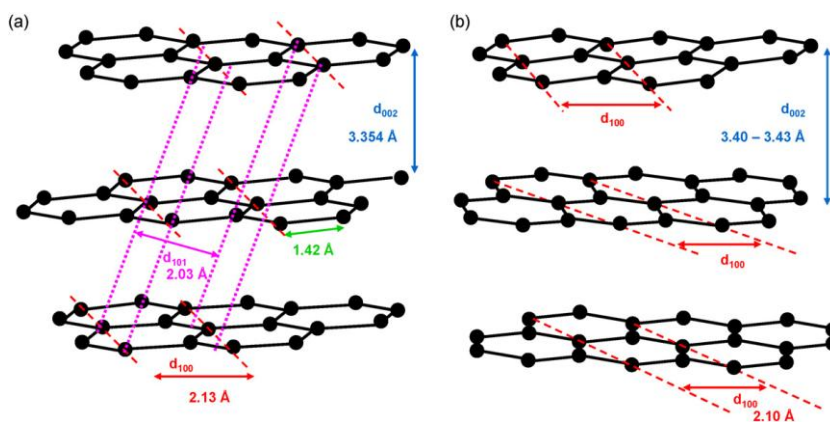 (a)
d002
3.354 Å
1.42 Å
d101
2.03 Å
d100
2.13 Å
(b)
d100
d002
3.40 – 3.43 Å
d100
d100
2.10 Å